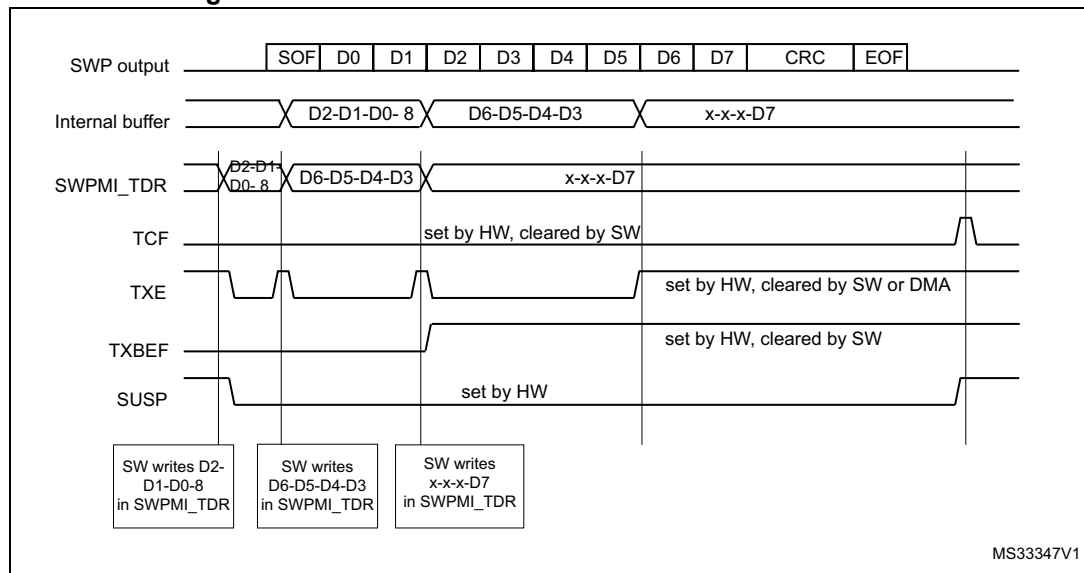 SWP output SOF D0 D1 D2 D3 D4 D5 D6 D7 CRC EOF
Internal buffer D2-D1-D0- 8 D6-D5-D4-D3 x-x-x-D7
SWPMI_TDR D2-D1-
D0- 8 D6-D5-D4-D3 x-x-x-D7
TCF set by HW, cleared by SW
TXE set by HW, cleared by SW or DMA
TXBEF set by HW, cleared by SW
SUSP set by HW
SW writes D2-
D1-D0-8
in SWPMI_TDR
SW writes
D6-D5-D4-D3
in SWPMI_TDR
SW writes
x-x-x-D7
in SWPMI_TDR
MS33347V1